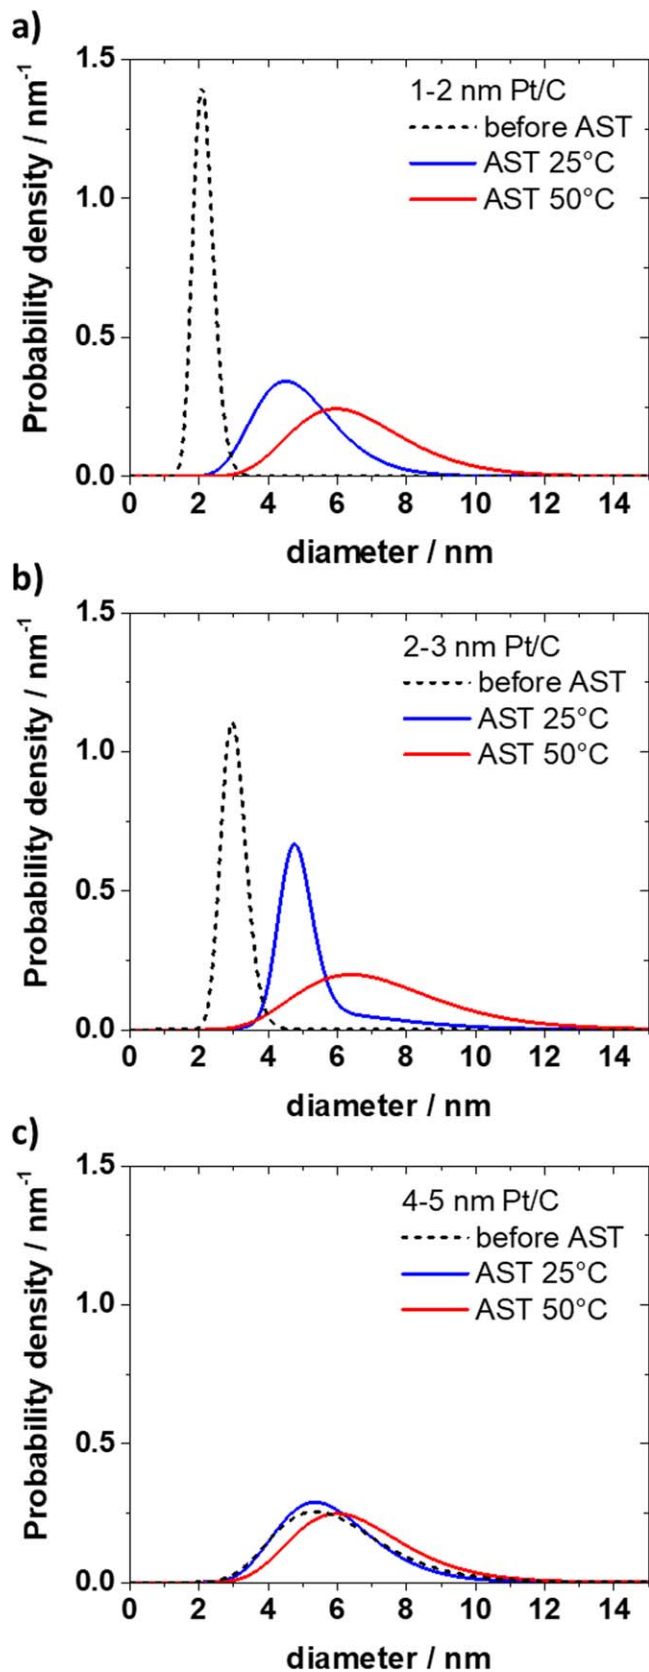 a)
1.5
1-2 nm Pt/C
before AST
AST 25°C
AST 50°C
1.0
0.5
0.0
Probability density / nm⁻¹
0 2 4 6 8 10 12 14
diameter / nm
b)
1.5
2-3 nm Pt/C
before AST
AST 25°C
AST 50°C
1.0
0.5
0.0
Probability density / nm⁻¹
0 2 4 6 8 10 12 14
diameter / nm
c)
1.5
4-5 nm Pt/C
before AST
AST 25°C
AST 50°C
1.0
0.5
0.0
Probability density / nm⁻¹
0 2 4 6 8 10 12 14
diameter / nm